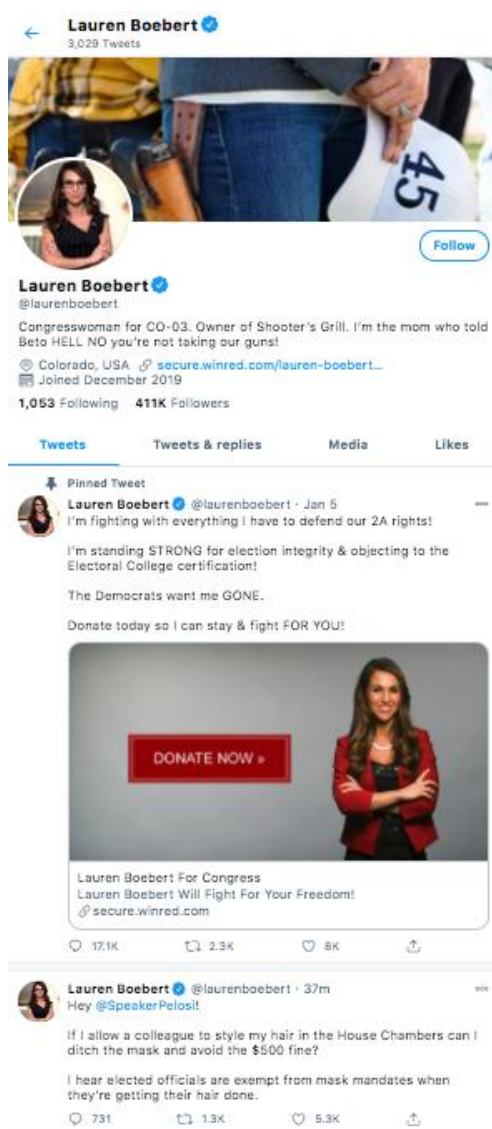 Lauren Boebert
3,029 Tweets
45
Follow
Lauren Boebert
@laurenboebert
Congresswoman for CO-03. Owner of Shooter's Grill. I'm the mom who told
Beto HELL NO you're not taking our guns!
Colorado, USA secure.winred.com/lauren-boebert...
Joined December 2019
1,053 Following 411K Followers
Tweets Tweets & replies Media Likes
Pinned Tweet
Lauren Boebert @laurenboebert · Jan 5
I'm fighting with everything I have to defend our 2A rights!
I'm standing STRONG for election integrity & objecting to the
Electoral College certification!
The Democrats want me GONE.
Donate today so I can stay & fight FOR YOU!
DONATE NOW »
Lauren Boebert For Congress
Lauren Boebert Will Fight For Your Freedom!
secure.winred.com
17.1K 2.3K 8K
Lauren Boebert @laurenboebert · 37m
Hey @SpeakerPelosi!
If I allow a colleague to style my hair in the House Chambers can I
ditch the mask and avoid the $500 fine?
I hear elected officials are exempt from mask mandates when
they're getting their hair done.
731 1.3K 5.3K